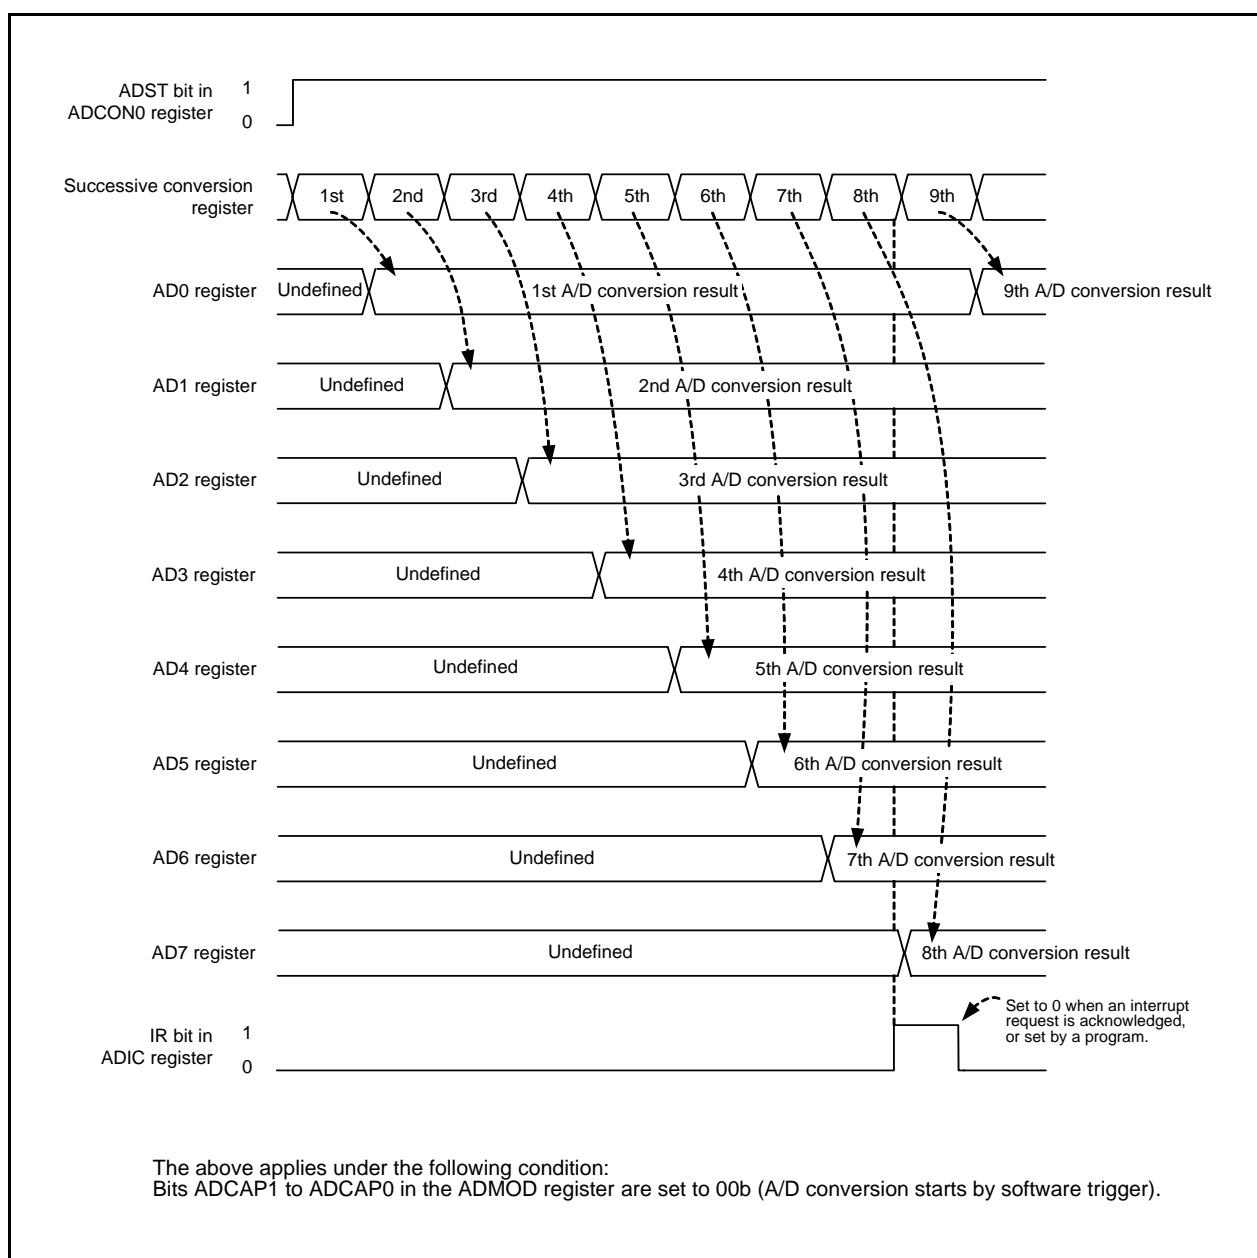 ADST bit in
ADCON0 register
1
0
Successive conversion
register
1st 2nd 3rd 4th 5th 6th 7th 8th 9th
AD0 register
Undefined 1st A/D conversion result 9th A/D conversion result
AD1 register
Undefined 2nd A/D conversion result
AD2 register
Undefined 3rd A/D conversion result
AD3 register
Undefined 4th A/D conversion result
AD4 register
Undefined 5th A/D conversion result
AD5 register
Undefined 6th A/D conversion result
AD6 register
Undefined 7th A/D conversion result
AD7 register
Undefined 8th A/D conversion result
IR bit in
ADIC register
1
0
Set to 0 when an interrupt
request is acknowledged,
or set by a program.
The above applies under the following condition:
Bits ADCAP1 to ADCAP0 in the ADMOD register are set to 00b (A/D conversion starts by software trigger).